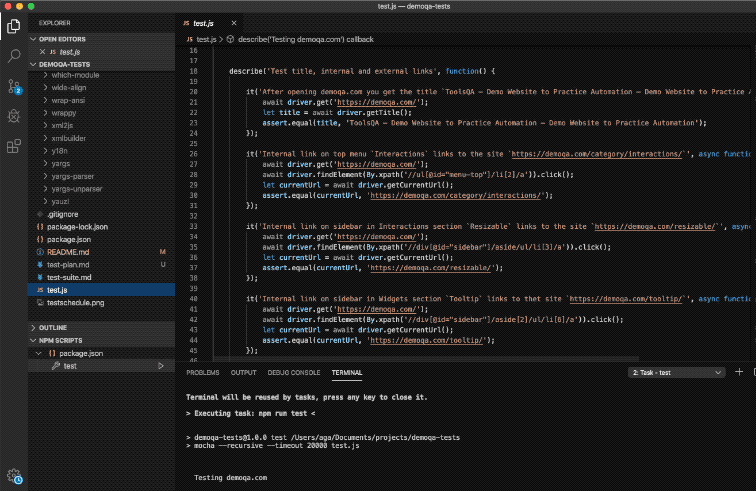 test.js — demoqa-tests
EXPLORER
OPEN EDITORS
JS test.js
DEMOQA-TESTS
which-module
wide-align
wrap-ansi
wrappy
xml2js
xmlbuilder
y18n
yargs
yargs-parser
yargs-unparser
yauzl
.gitignore
package-lock.json
package.json
README.md M
test-plan.md U
test-suite.md
JS test.js
testschedule.png
OUTLINE
NPM SCRIPTS
package.json
test
2
JS test.js
JS test.js > describe('Testing demoqa.com') callback
16
17
18 describe('Test title, internal and external links', function() {
19
20 it('After opening demoqa.com you get the title `ToolsQA – Demo Website to Practice Automation – Demo Website to Practice A
21 await driver.get('https://demoqa.com/');
22 let title = await driver.getTitle();
23 assert.equal(title, 'ToolsQA – Demo Website to Practice Automation – Demo Website to Practice Automation');
24 });
25
26 it('Internal link on top menu `Interactions` links to the site `https://demoqa.com/category/interactions/`', async functio
27 await driver.get('https://demoqa.com/');
28 await driver.findElement(By.xpath('//ul[@id="menu-top"]/li[2]/a')).click();
29 let currentUrl = await driver.getCurrentUrl();
30 assert.equal(currentUrl, 'https://demoqa.com/category/interactions/');
31 });
32
33 it('Internal link on sidebar in Interactions section `Resizable` links to the site `https://demoqa.com/resizable/`', async
34 await driver.get('https://demoqa.com/');
35 await driver.findElement(By.xpath('//div[@id="sidebar"]/aside/ul/li[3]/a')).click();
36 let currentUrl = await driver.getCurrentUrl();
37 assert.equal(currentUrl, 'https://demoqa.com/resizable/');
38 });
39
40 it('Internal link on sidebar in Widgets section `Tooltip` links to thet site `https://demoqa.com/tooltip/`', async functio
41 await driver.get('https://demoqa.com/');
42 await driver.findElement(By.xpath('//div[@id="sidebar"]/aside[2]/ul/li[6]/a')).click();
43 let currentUrl = await driver.getCurrentUrl();
44 assert.equal(currentUrl, 'https://demoqa.com/tooltip/');
45 });
46
PROBLEMS OUTPUT DEBUG CONSOLE TERMINAL 2: Task - test
Terminal will be reused by tasks, press any key to close it.
> Executing task: npm run test <
> demoqa-tests@1.0.0 test /Users/aga/Documents/projects/demoqa-tests
> mocha --recursive --timeout 20000 test.js
Testing demoqa.com